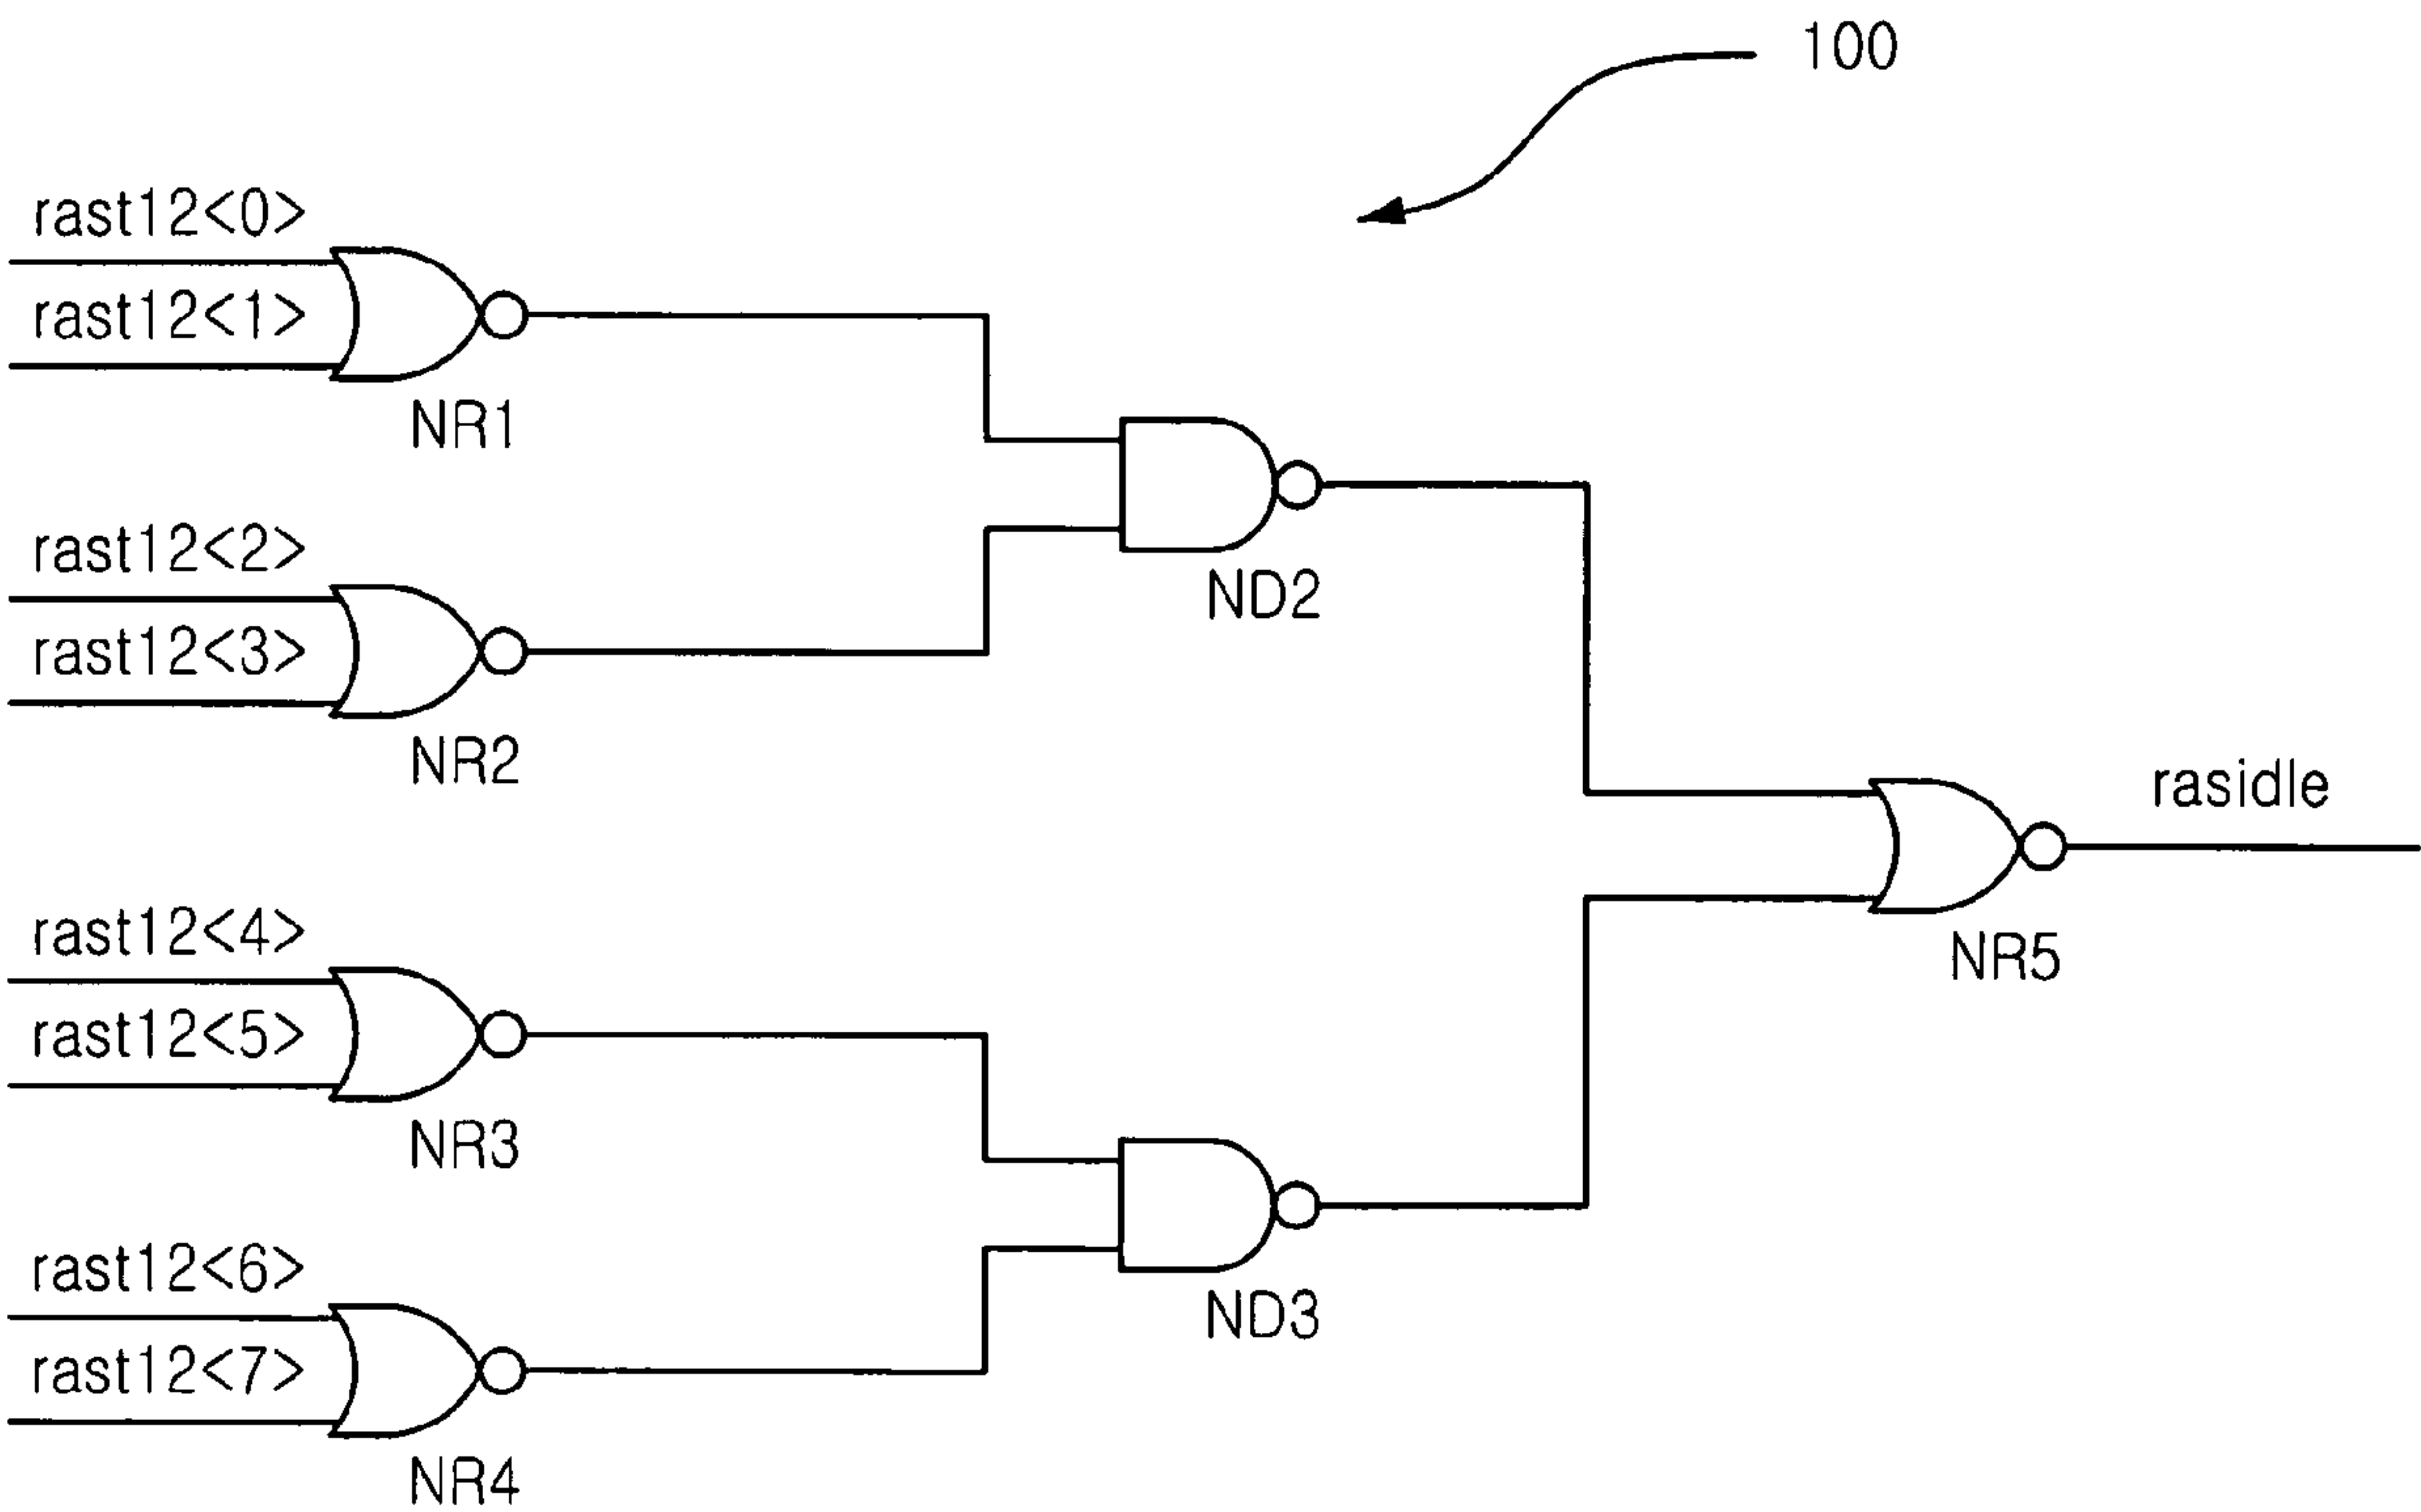 100
rast12<0>
rast12<1>
NR1
rast12<2>
rast12<3>
NR2
ND2
rasidle
NR5
rast12<4>
rast12<5>
NR3
rast12<6>
rast12<7>
NR4
ND3